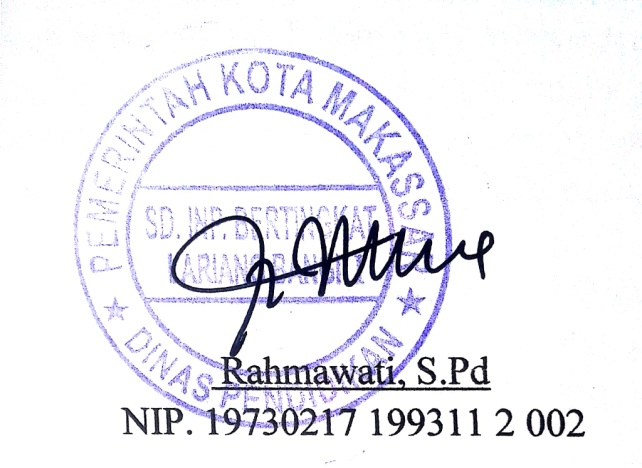 PEMERINTAH KOTA MAKASSAR
SD. INP. BERTINGKAT
DINAS PENDIDIKAN
Rahmawati, S.Pd
NIP. 19730217 199311 2 002